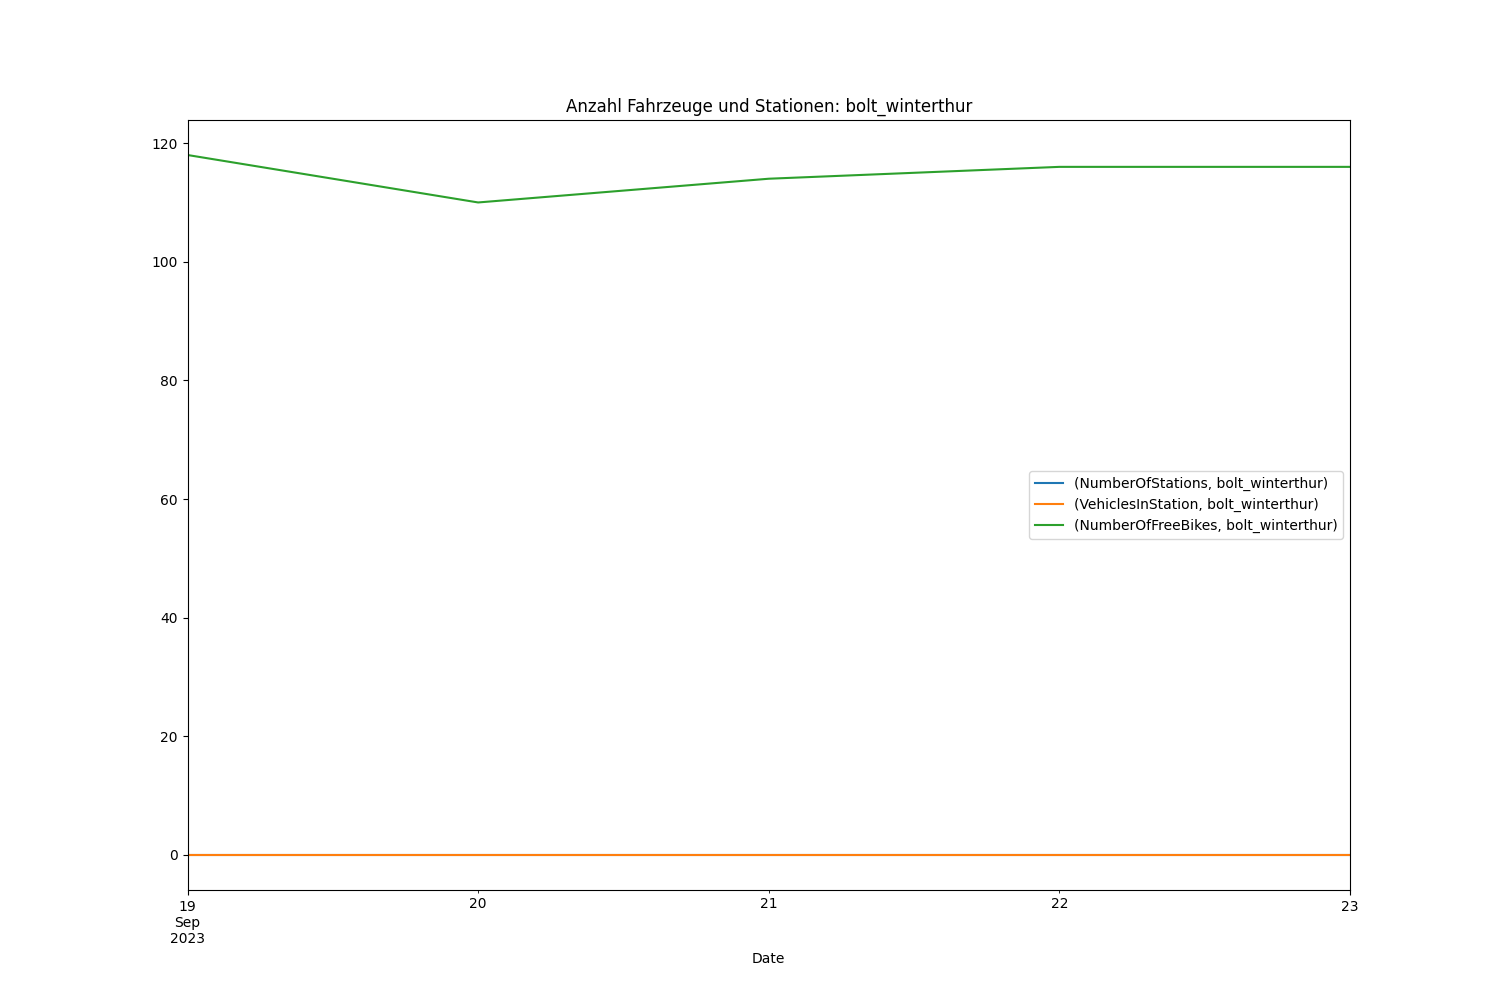 Anzahl Fahrzeuge und Stationen: bolt_winterthur
120
100
80
60
40
20
0
(NumberOfStations, bolt_winterthur)
(VehiclesInStation, bolt_winterthur)
(NumberOfFreeBikes, bolt_winterthur)
19 20 21 22 23
Sep
2023
Date